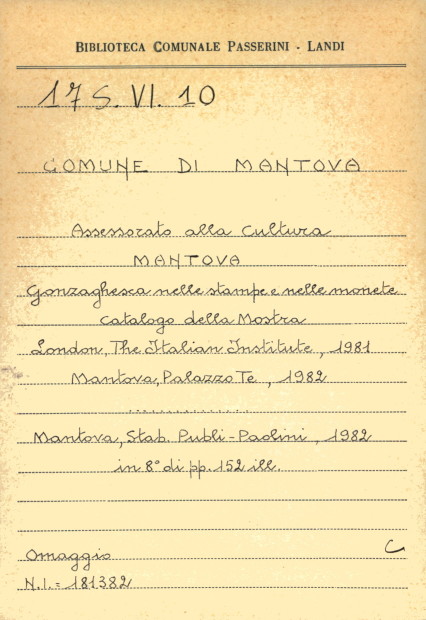 BIBLIOTECA COMUNALE PASSERINI - LANDI
17 S. VI. 10
COMUNE DI MANTOVA
Assessorato alla Cultura
MANTOVA
Gonzaghesca nelle stampe e nelle monete
catalogo della Mostra
London, The Italian Institute, 1981
Mantova, Palazzo Te, 1982
...............
Mantova, Stab. Publi-Paolini, 1982
in 8° di pp. 152 ill.
Omaggio C
N.I. = 181382